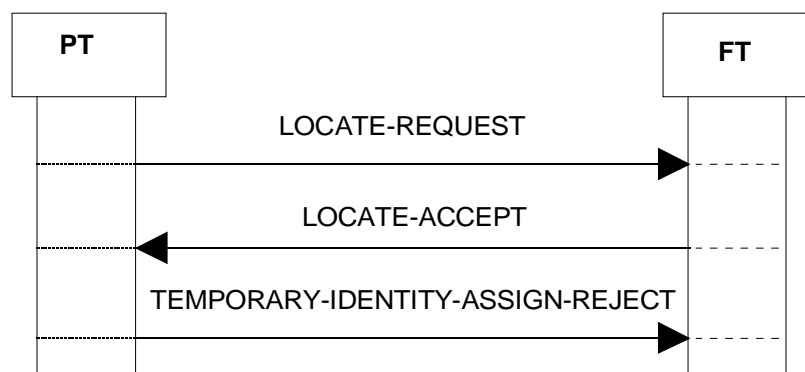 PT
FT
LOCATE-REQUEST
LOCATE-ACCEPT
TEMPORARY-IDENTITY-ASSIGN-REJECT